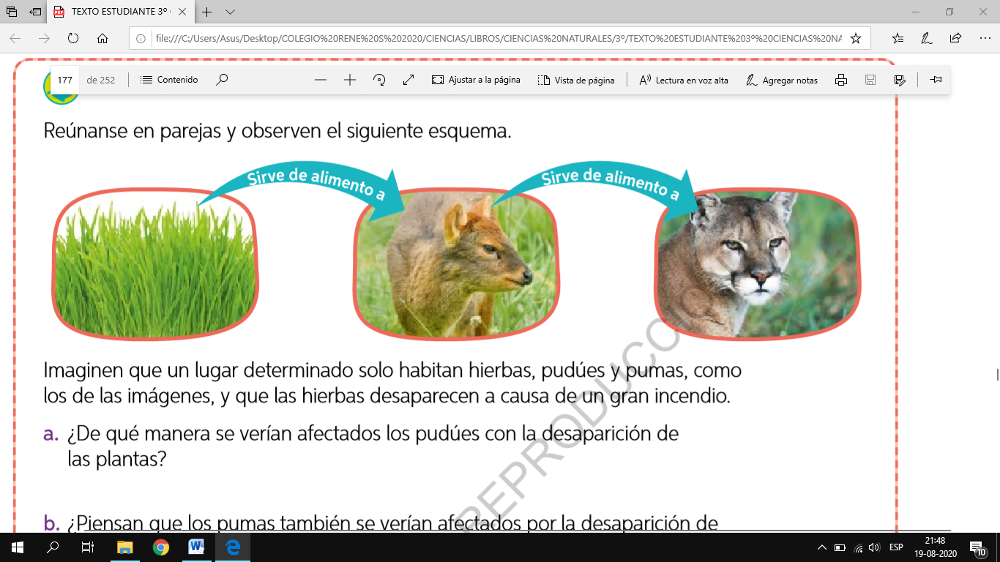 TEXTO ESTUDIANTE 3º
file:///C:/Users/Asus/Desktop/COLEGIO%20RENE%20S%202020/CIENCIAS/LIBROS/CIENCIAS%20NATURALES/3º/TEXTO%20ESTUDIANTE%203º%20CIENCIAS%20NA
177 de 252 Contenido Ajustar a la página Vista de página Lectura en voz alta Agregar notas
Reúnanse en parejas y observen el siguiente esquema.
Sirve de alimento a
Sirve de alimento a
Imaginen que un lugar determinado solo habitan hierbas, pudúes y pumas, como
los de las imágenes, y que las hierbas desaparecen a causa de un gran incendio.
a. ¿De qué manera se verían afectados los pudúes con la desaparición de
las plantas?
b. ¿Piensan que los pumas también se verían afectados por la desaparición de
REPRODUCC
ESP
21:48
19-08-2020
10